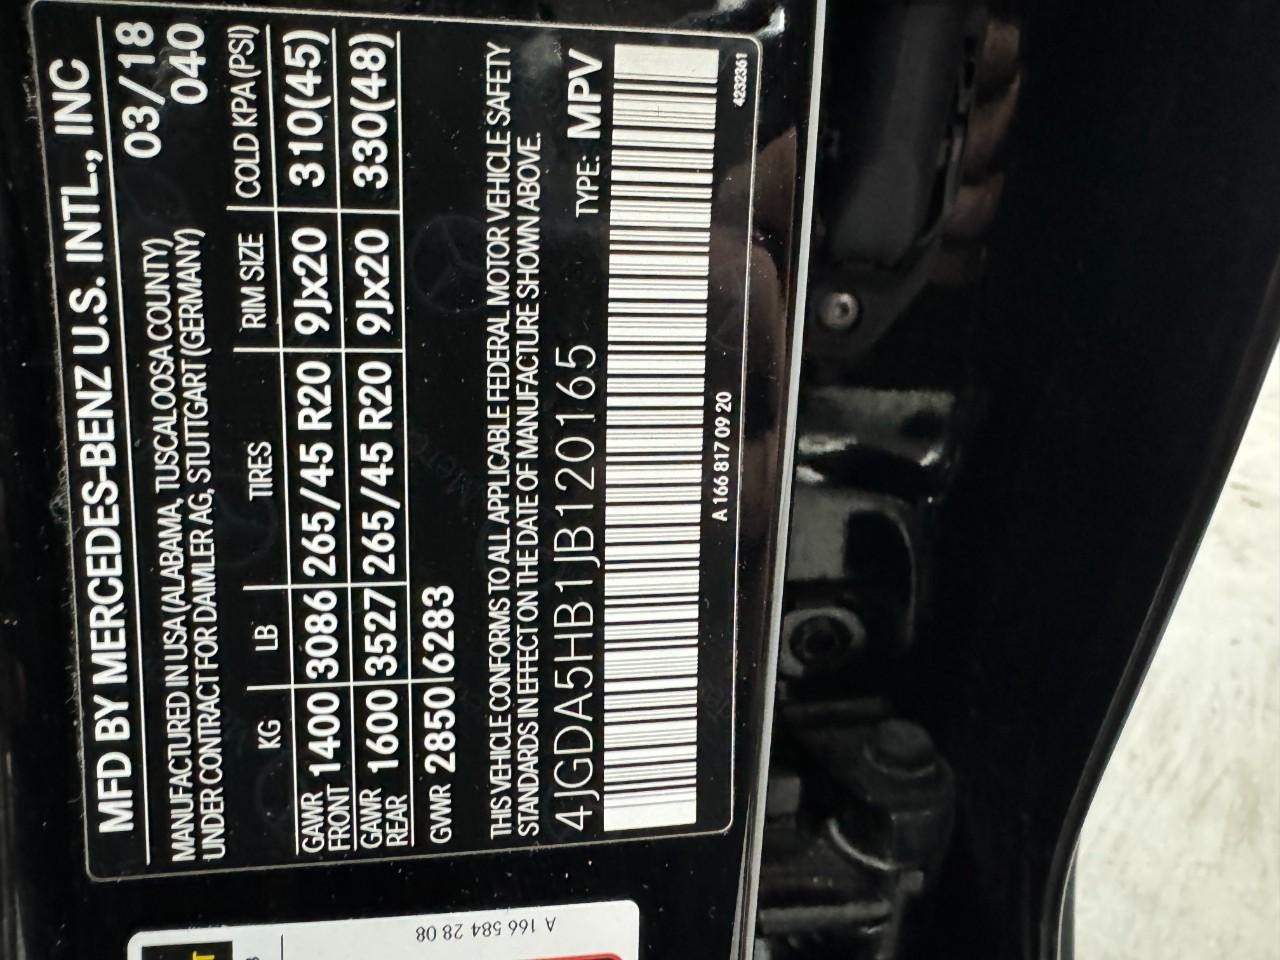 MFD BY MERCEDES-BENZ U.S. INTL., INC
MANUFACTURED IN USA (ALABAMA, TUSCALOOSA COUNTY) 03/18
UNDER CONTRACT FOR DAIMLER AG, STUTTGART (GERMANY) 040
KG LB TIRES RIM SIZE COLD KPA (PSI)
GAWR FRONT 1400 3086 265/45 R20 9Jx20 310(45)
GAWR REAR 1600 3527 265/45 R20 9Jx20 330(48)
GVWR 2850 6283
THIS VEHICLE CONFORMS TO ALL APPLICABLE FEDERAL MOTOR VEHICLE SAFETY
STANDARDS IN EFFECT ON THE DATE OF MANUFACTURE SHOWN ABOVE.
4JGDA5HB1JB120165 TYPE: MPV
A 166 817 09 20 4232361
A 166 584 28 08